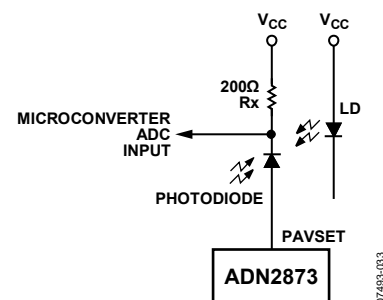 VCC VCC
200Ω
Rx
LD
MICROCONVERTER
ADC
INPUT
PHOTODIODE
PAVSET
ADN2873
07493-033